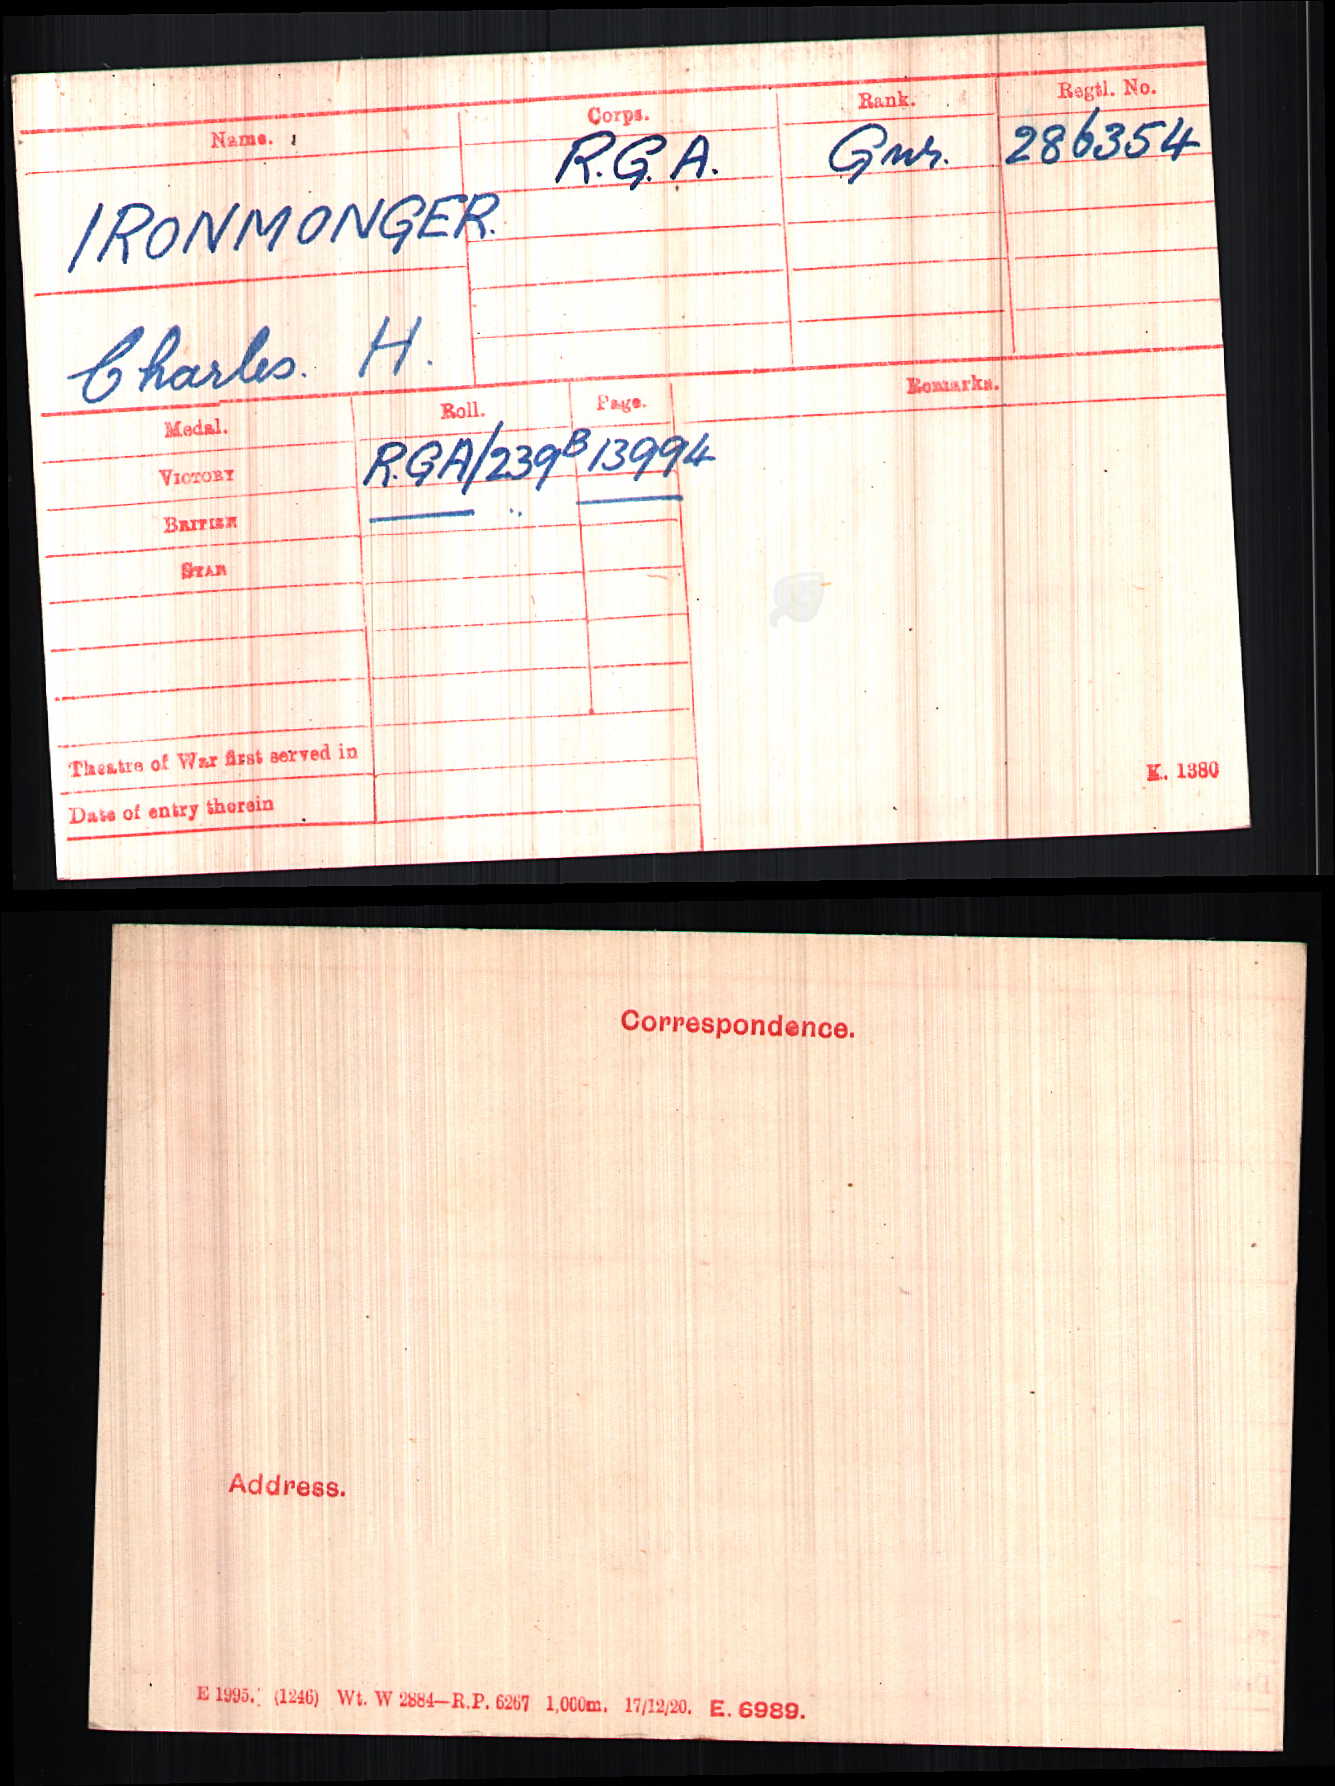 Name. Corps. Rank. Regtl. No.
R.G.A. Gnr. 286354
IRONMONGER.
Charles. H.
Medal. Roll. Page. Remarks.
VICTORY R.G.A/239B 13994
BRITISH — " —
STAR
Theatre of War first served in
Date of entry therein
K. 1380
Correspondence.
Address.
E 1995. (1246) Wt. W 2884—R.P. 6267 1,000m. 17/12/20. E. 6989.